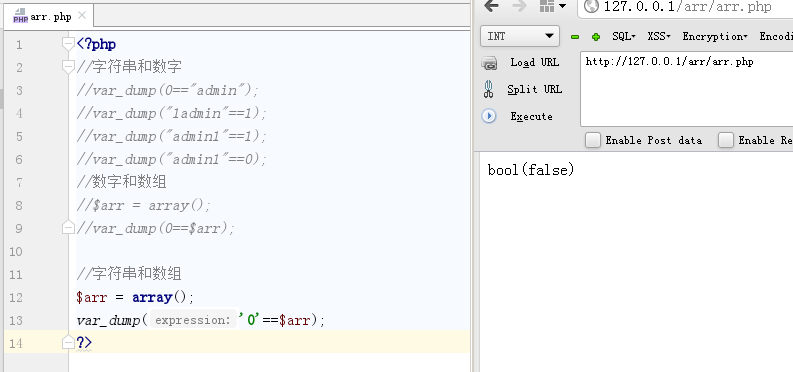 arr.php
1 <?php
2 //字符串和数字
3 //var_dump(0=="admin");
4 //var_dump("1admin"==1);
5 //var_dump("admin1"==1);
6 //var_dump("admin1"==0);
7 //数字和数组
8 //$arr = array();
9 //var_dump(0==$arr);
10
11 //字符串和数组
12 $arr = array();
13 var_dump( expression: '0'==$arr);
14 ?>
127.0.0.1/arr/arr.php
INT SQL XSS Encryption Encodi
Load URL http://127.0.0.1/arr/arr.php
Split URL
Execute
Enable Post data Enable Re
bool(false)